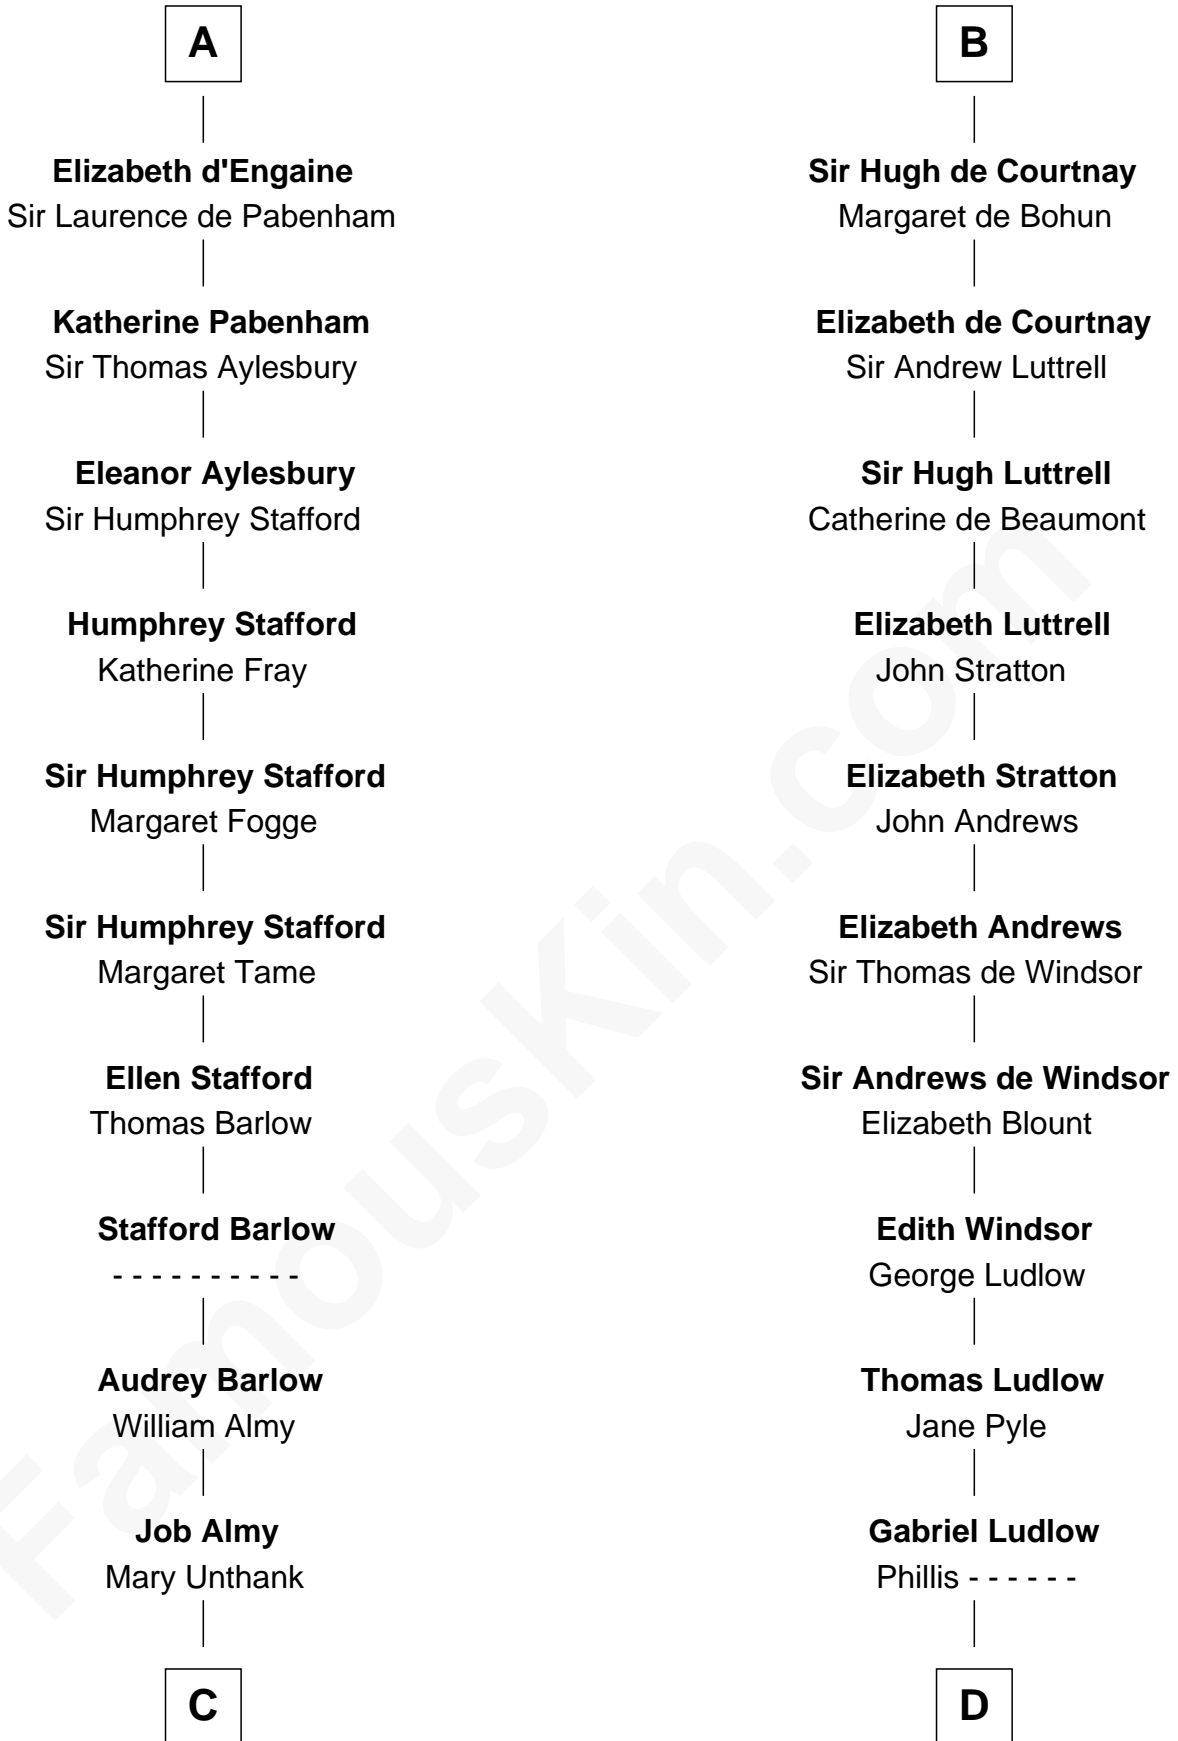 A
Elizabeth d'Engaine
Sir Laurence de Pabenham
Katherine Pabenham
Sir Thomas Aylesbury
Eleanor Aylesbury
Sir Humphrey Stafford
Humphrey Stafford
Katherine Fray
Sir Humphrey Stafford
Margaret Fogge
Sir Humphrey Stafford
Margaret Tame
Ellen Stafford
Thomas Barlow
Stafford Barlow
- - - - - - - - - -
Audrey Barlow
William Almy
Job Almy
Mary Unthank
C
B
Sir Hugh de Courtnay
Margaret de Bohun
Elizabeth de Courtnay
Sir Andrew Luttrell
Sir Hugh Luttrell
Catherine de Beaumont
Elizabeth Luttrell
John Stratton
Elizabeth Stratton
John Andrews
Elizabeth Andrews
Sir Thomas de Windsor
Sir Andrews de Windsor
Elizabeth Blount
Edith Windsor
George Ludlow
Thomas Ludlow
Jane Pyle
Gabriel Ludlow
Phillis - - - - - -
D
FamousKin.com